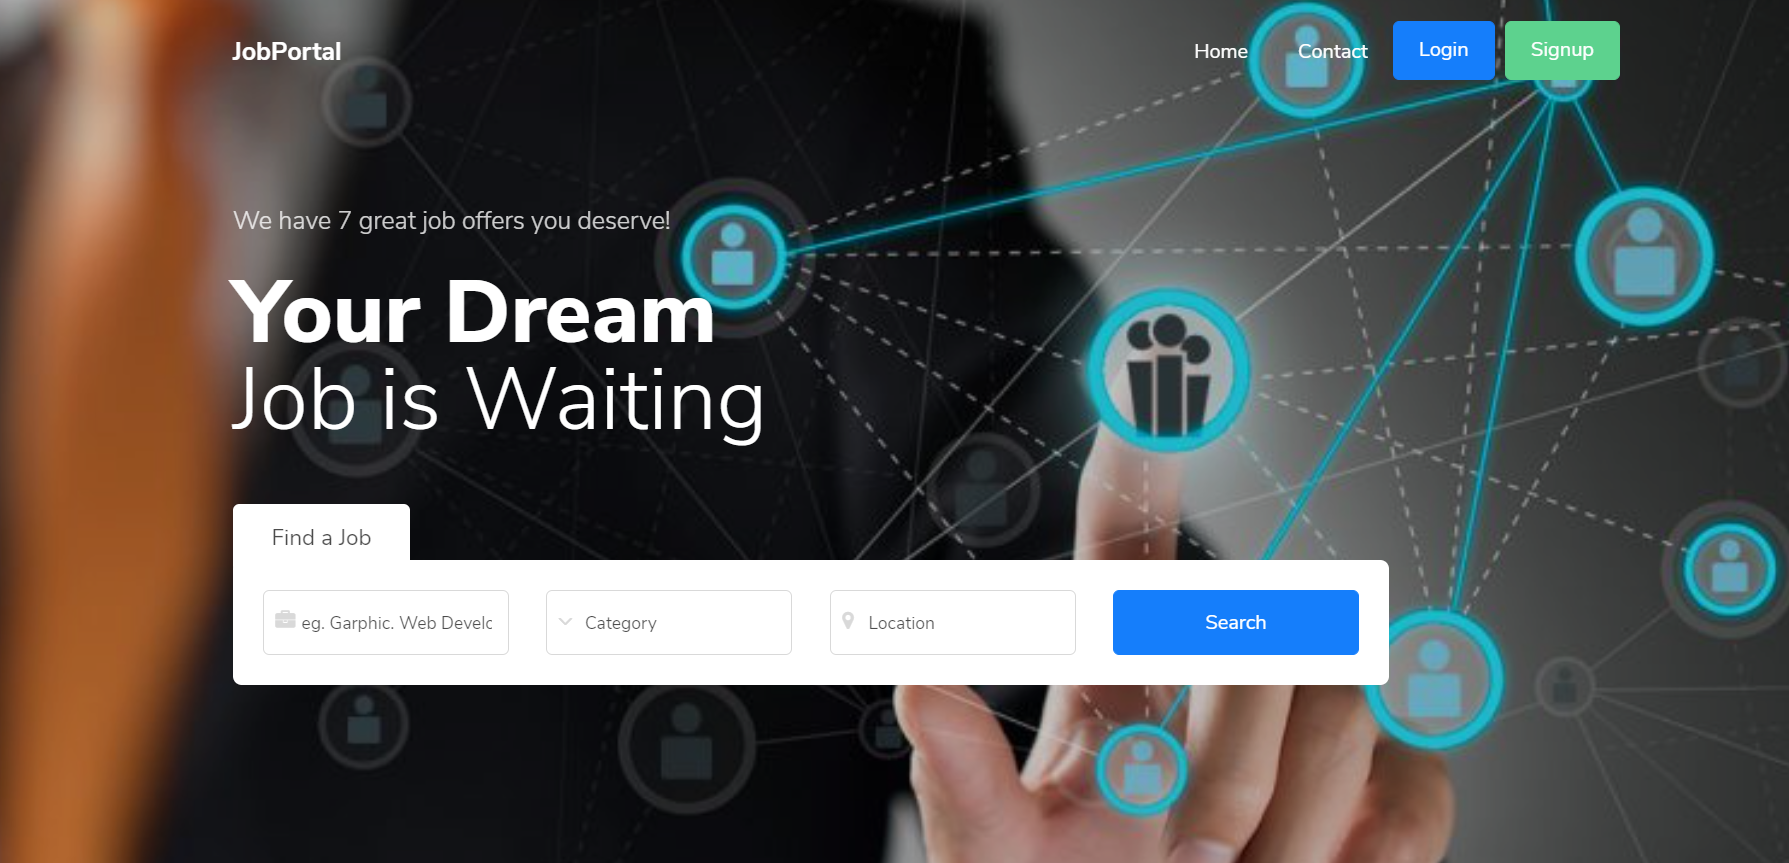 JobPortal
Home Contact Login Signup
We have 7 great job offers you deserve!
Your Dream
Job is Waiting
Find a Job
eg. Garphic. Web Develc
Category
Location
Search